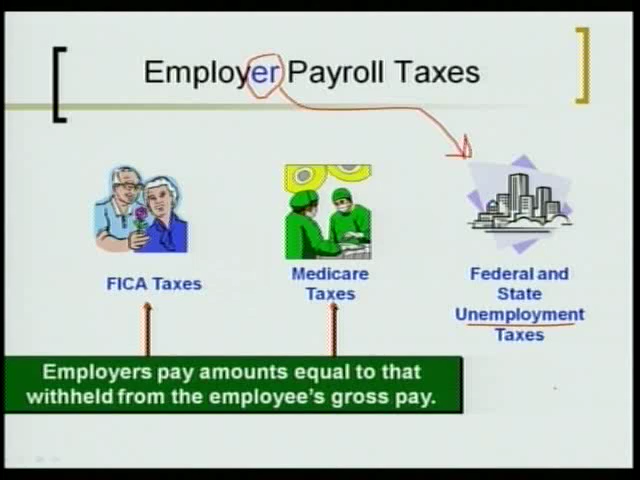 Employer Payroll Taxes
FICA Taxes
Medicare
Taxes
Federal and
State
Unemployment
Taxes
Employers pay amounts equal to that
withheld from the employee's gross pay.